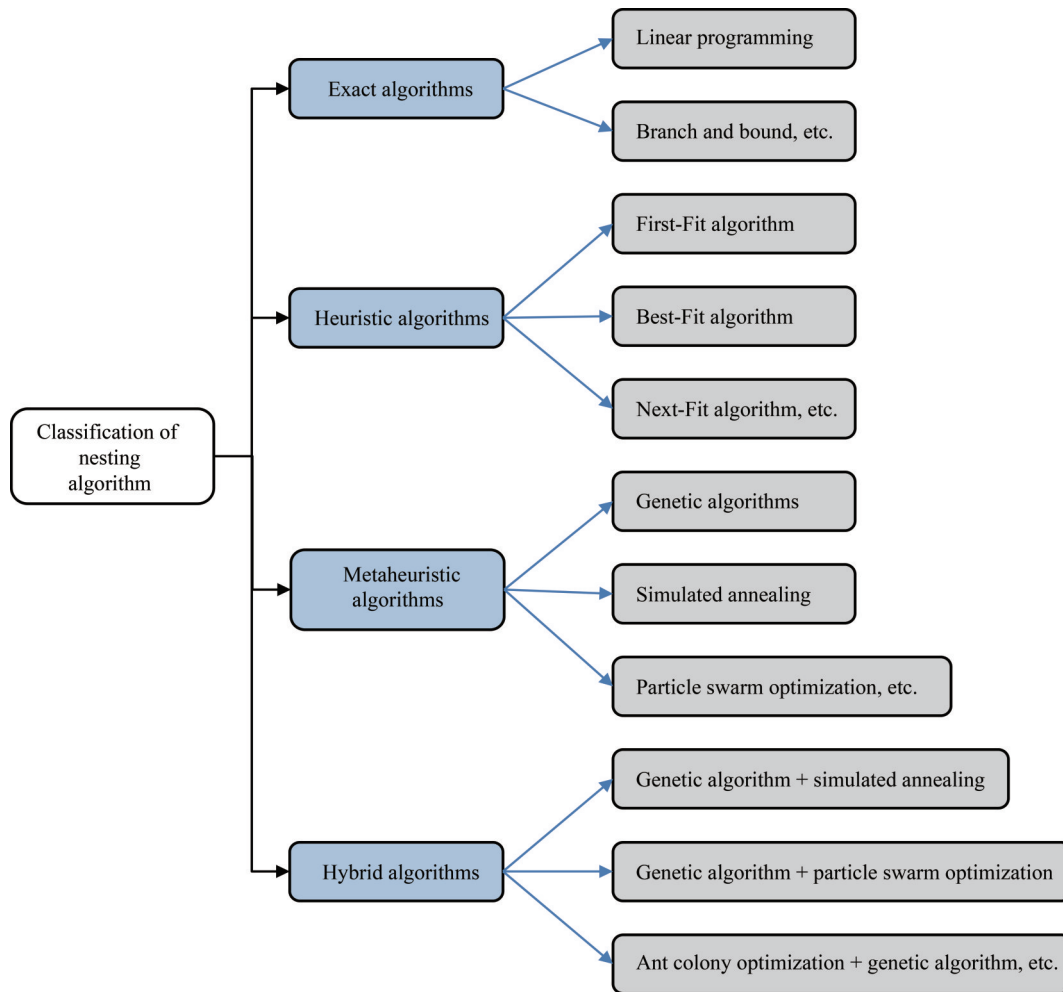 Classification of
nesting
algorithm
Exact algorithms
Linear programming
Branch and bound, etc.
Heuristic algorithms
First-Fit algorithm
Best-Fit algorithm
Next-Fit algorithm, etc.
Metaheuristic
algorithms
Genetic algorithms
Simulated annealing
Particle swarm optimization, etc.
Hybrid algorithms
Genetic algorithm + simulated annealing
Genetic algorithm + particle swarm optimization
Ant colony optimization + genetic algorithm, etc.